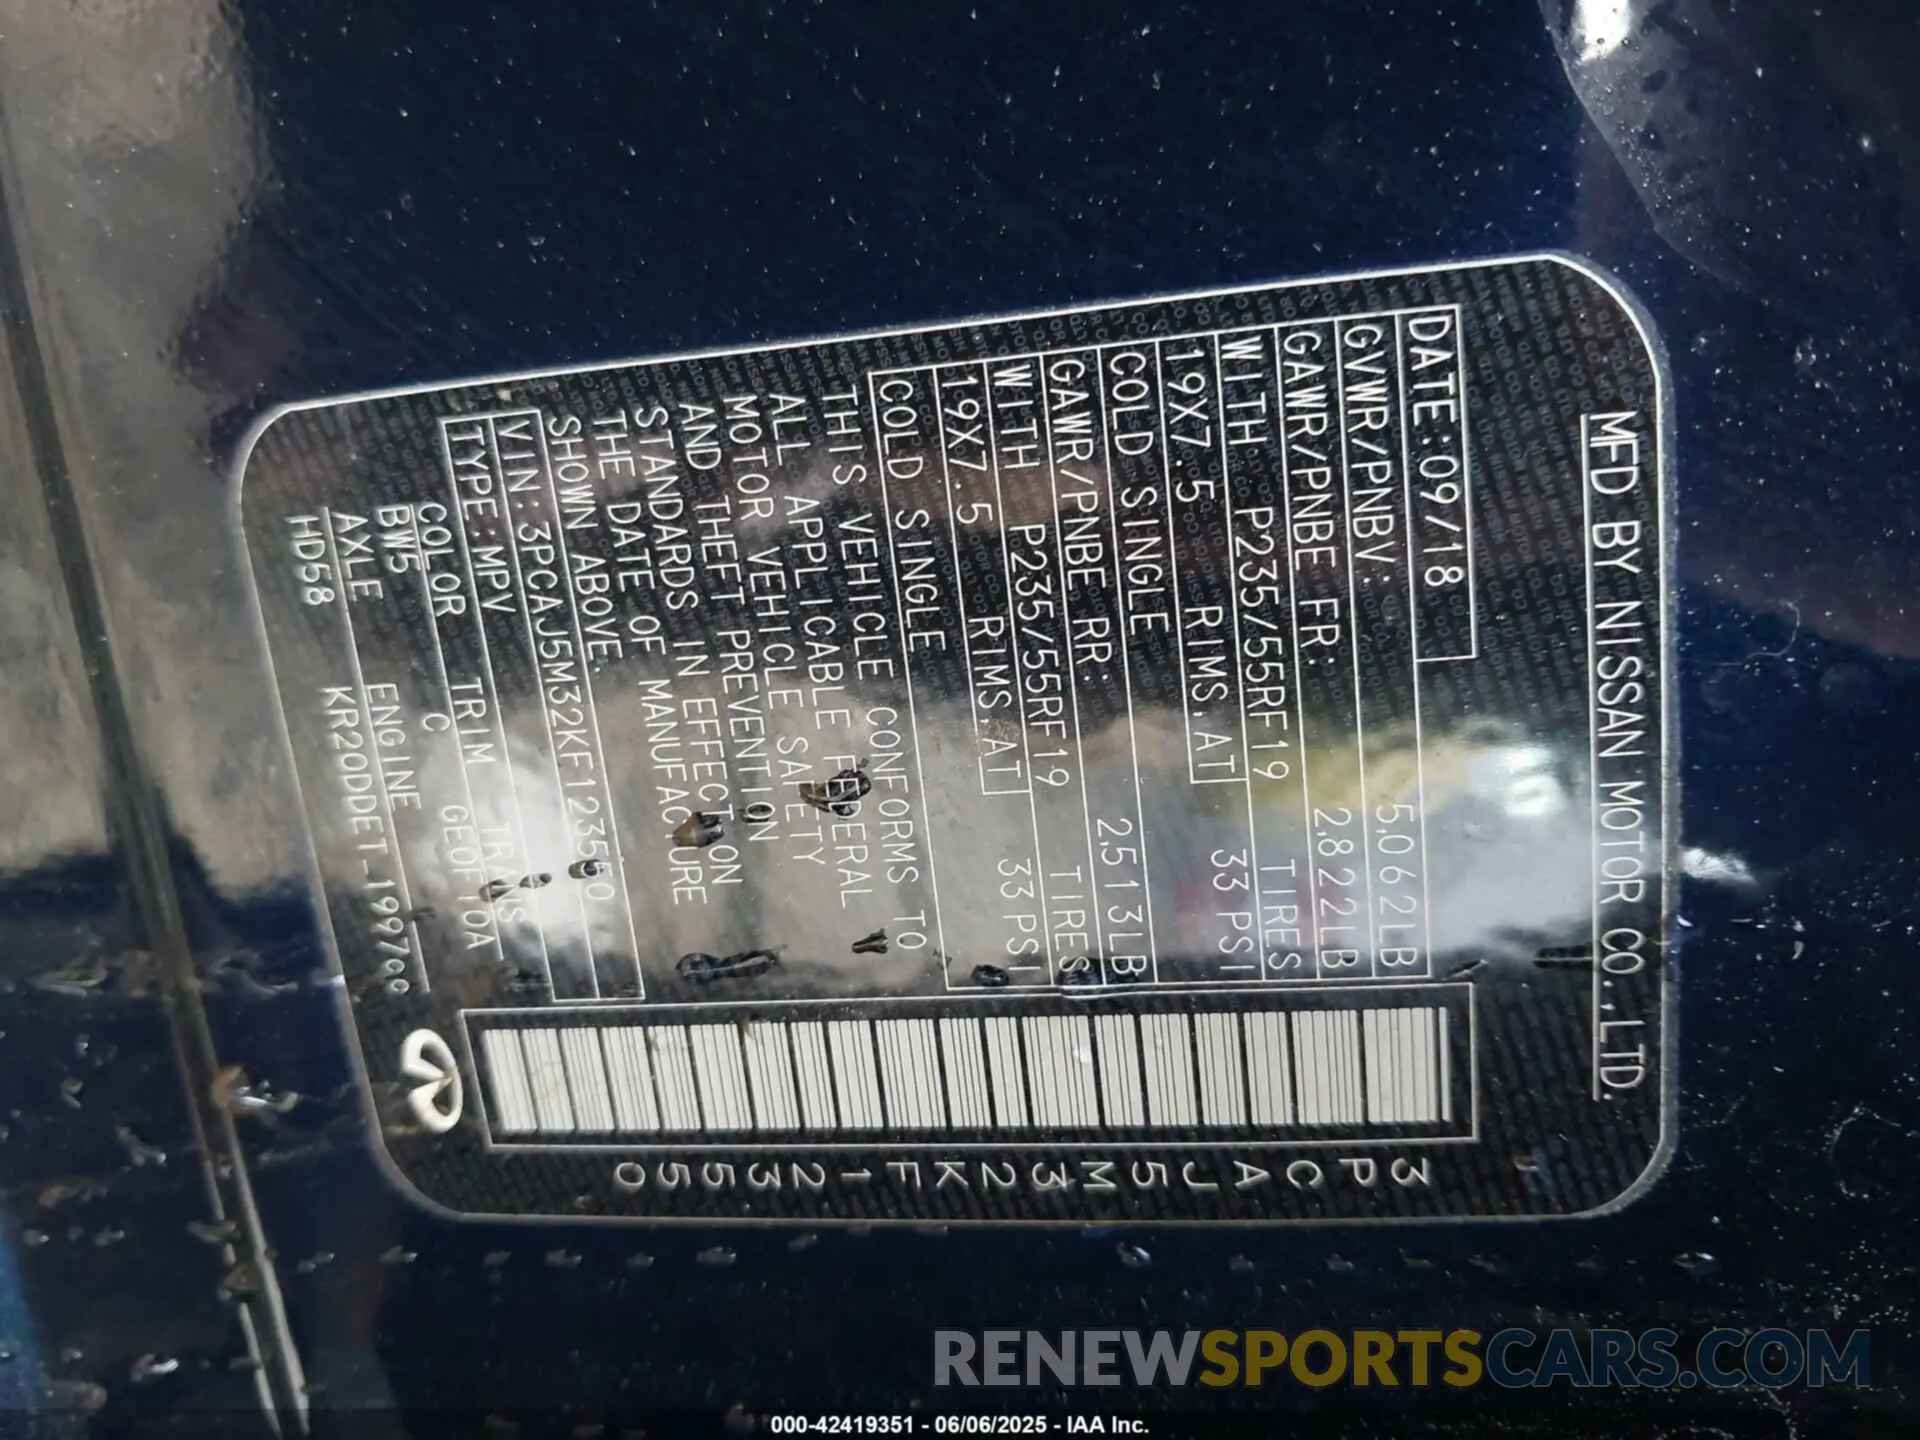 MFD BY NISSAN MOTOR CO.,LTD.
DATE:09/18
GVWR/PNBV: 5,062LB
GAWR/PNBE FR: 2,822LB
WITH P235/55RF19 TIRES
19X7.5 RIMS,AT 33 PSI
COLD SINGLE
GAWR/PNBE RR: 2,513LB
WITH P235/55RF19 TIRES
19X7.5 RIMS,AT 33 PSI
COLD SINGLE
THIS VEHICLE CONFORMS TO
ALL APPLICABLE FEDERAL
MOTOR VEHICLE SAFETY
AND THEFT PREVENTION
STANDARDS IN EFFECT ON
THE DATE OF MANUFACTURE
SHOWN ABOVE.
VIN:3PCAJ5M32KF123550
TYPE:MPV
COLOR TRIM TRANS
BW5 C GEOF10A
AXLE ENGINE
HD58 KR20DDET-1997cc
3PCAJ5M32KF123550
RENEWSPORTSCARS.COM
000-42419351 - 06/06/2025 - IAA Inc.